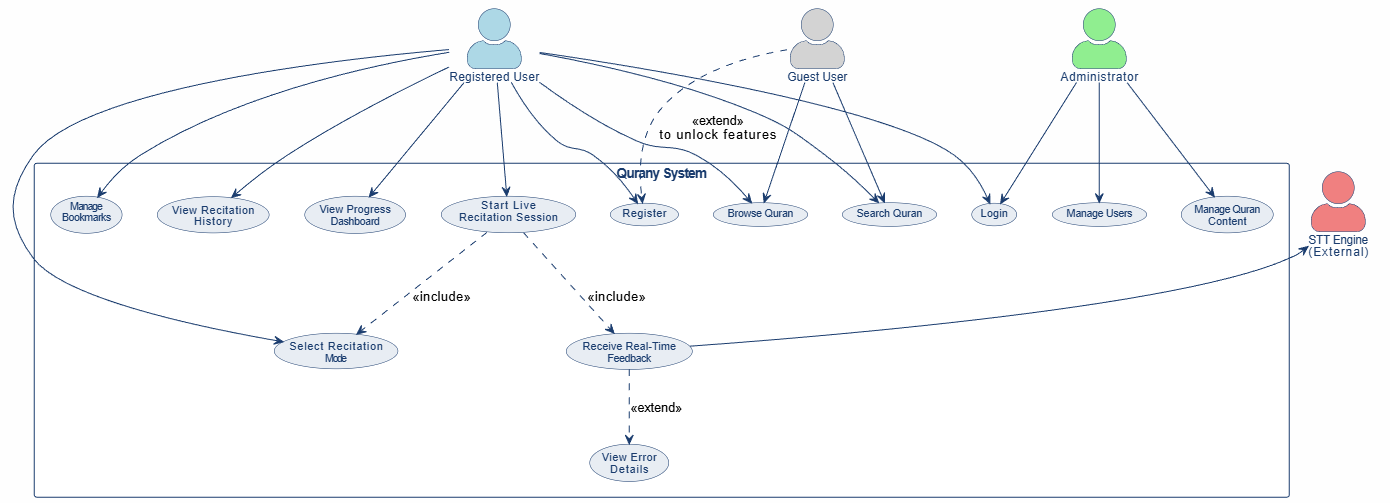 Registered User
Guest User
Administrator
«extend»
to unlock features
Qurany System
Manage
Bookmarks
View Recitation
History
View Progress
Dashboard
Start Live
Recitation Session
Register
Browse Quran
Search Quran
Login
Manage Users
Manage Quran
Content
STT Engine
(External)
«include»
«include»
Select Recitation
Mode
Receive Real-Time
Feedback
«extend»
View Error
Details